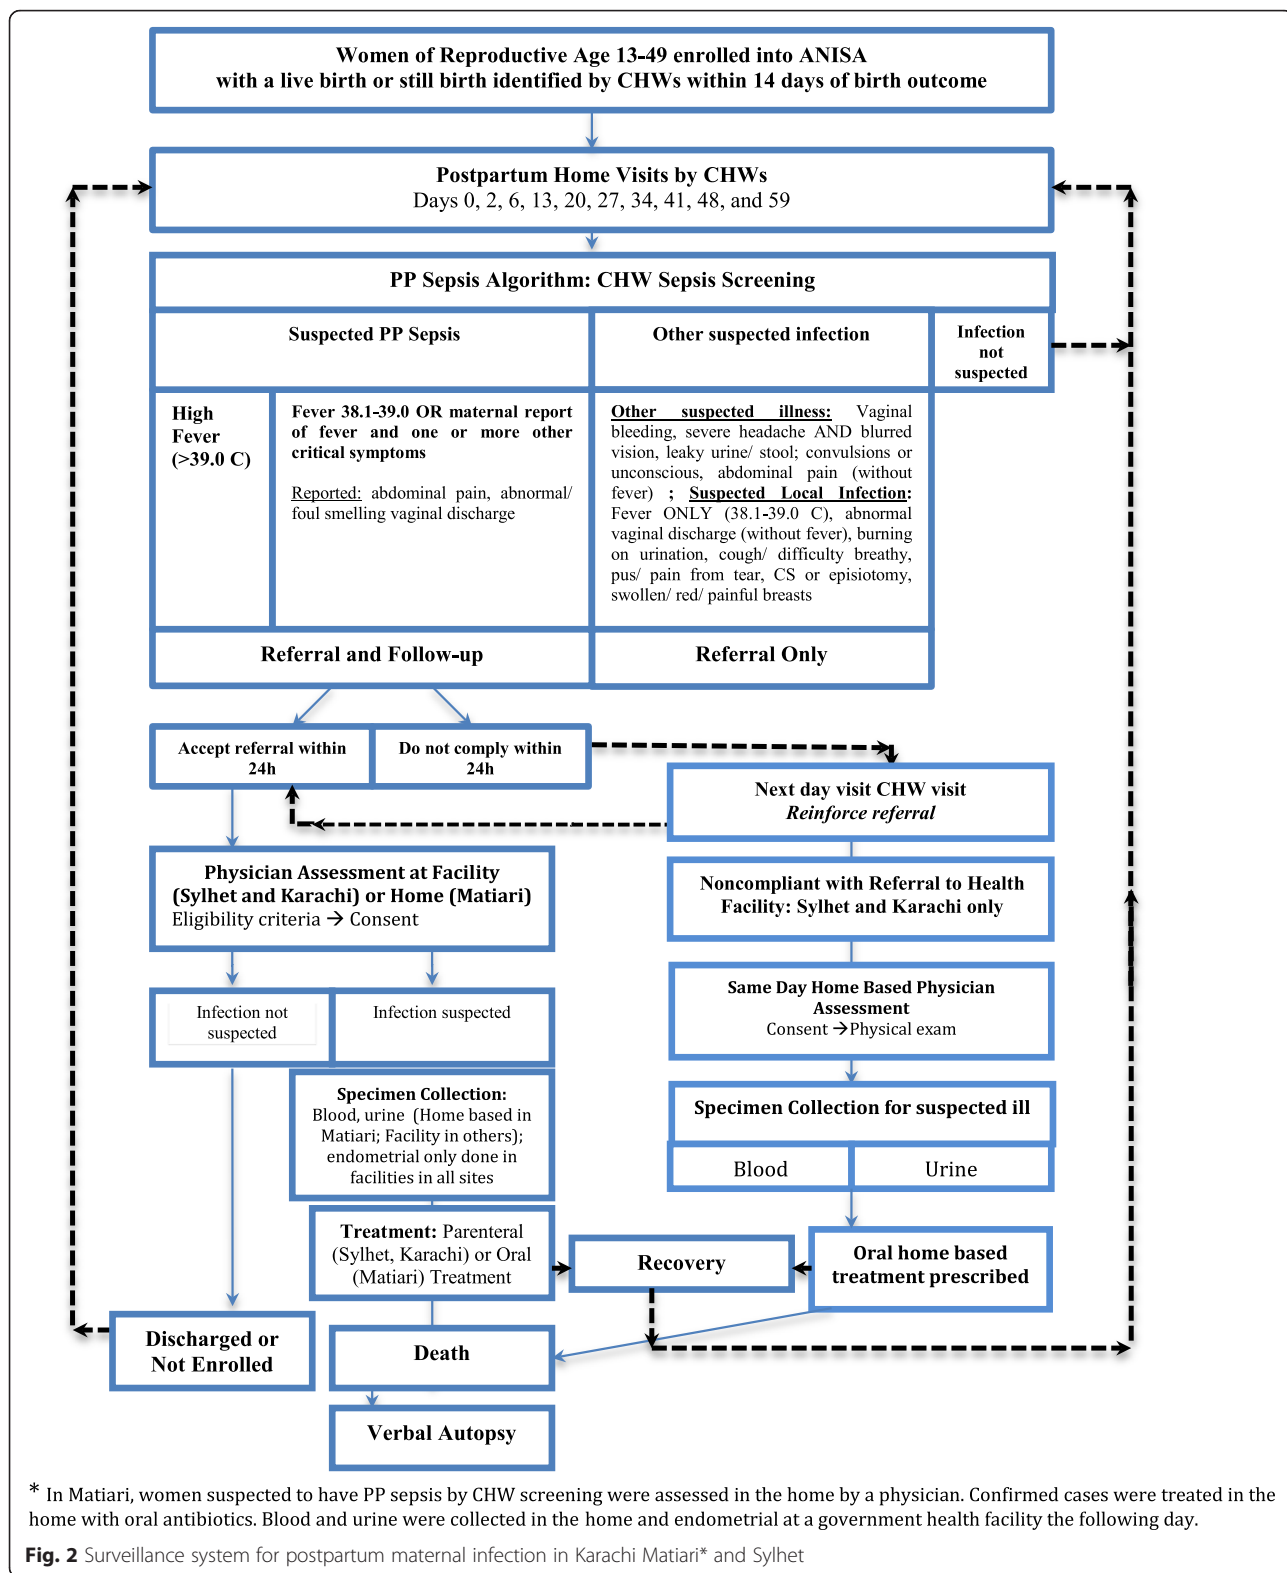 Women of Reproductive Age 13-49 enrolled into ANISA
with a live birth or still birth identified by CHWs within 14 days of birth outcome
Postpartum Home Visits by CHWs
Days 0, 2, 6, 13, 20, 27, 34, 41, 48, and 59
PP Sepsis Algorithm: CHW Sepsis Screening
Suspected PP Sepsis
Other suspected infection
Infection
not
suspected
High
Fever
(>39.0 C)
Fever 38.1-39.0 OR maternal report
of fever and one or more other
critical symptoms
Reported: abdominal pain, abnormal/
foul smelling vaginal discharge
Other suspected illness: Vaginal
bleeding, severe headache AND blurred
vision, leaky urine/ stool; convulsions or
unconscious, abdominal pain (without
fever) ; Suspected Local Infection:
Fever ONLY (38.1-39.0 C), abnormal
vaginal discharge (without fever), burning
on urination, cough/ difficulty breathy,
pus/ pain from tear, CS or episiotomy,
swollen/ red/ painful breasts
Referral and Follow-up
Referral Only
Accept referral within
24h
Do not comply within
24h
Next day visit CHW visit
Reinforce referral
Physician Assessment at Facility
(Sylhet and Karachi) or Home (Matiari)
Eligibility criteria → Consent
Noncompliant with Referral to Health
Facility: Sylhet and Karachi only
Same Day Home Based Physician
Assessment
Consent → Physical exam
Infection not
suspected
Infection suspected
Specimen Collection:
Blood, urine (Home based in
Matiari; Facility in others);
endometrial only done in
facilities in all sites
Specimen Collection for suspected ill
Blood
Urine
Treatment: Parenteral
(Sylhet, Karachi) or Oral
(Matiari) Treatment
Recovery
Oral home based
treatment prescribed
Discharged or
Not Enrolled
Death
Verbal Autopsy
* In Matiari, women suspected to have PP sepsis by CHW screening were assessed in the home by a physician. Confirmed cases were treated in the
home with oral antibiotics. Blood and urine were collected in the home and endometrial at a government health facility the following day.
Fig. 2 Surveillance system for postpartum maternal infection in Karachi Matiari* and Sylhet